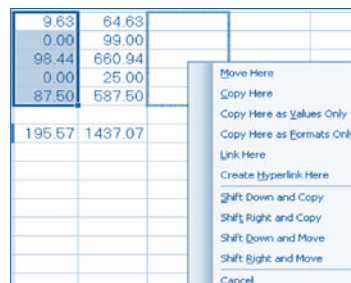 9.63 64.63
0.00 99.00
98.44 660.94
0.00 25.00
87.50 587.50
195.57 1437.07
Move Here
Copy Here
Copy Here as Values Only
Copy Here as Formats Only
Link Here
Create Hyperlink Here
Shift Down and Copy
Shift Right and Copy
Shift Down and Move
Shift Right and Move
Cancel